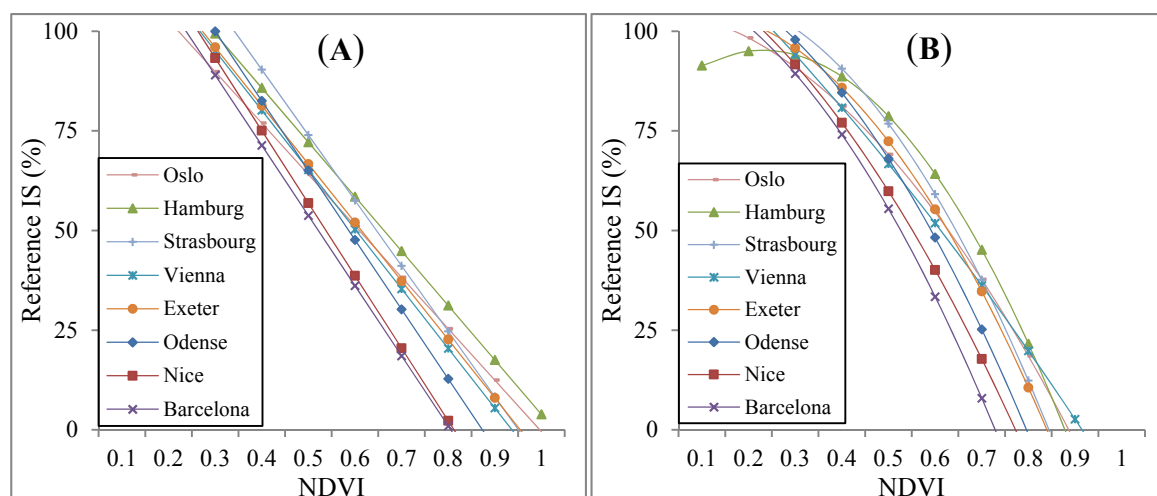 (A)
Reference IS (%)
100
75
50
25
0
Oslo
Hamburg
Strasbourg
Vienna
Exeter
Odense
Nice
Barcelona
0.1 0.2 0.3 0.4 0.5 0.6 0.7 0.8 0.9 1
NDVI
(B)
Reference IS (%)
100
75
50
25
0
Oslo
Hamburg
Strasbourg
Vienna
Exeter
Odense
Nice
Barcelona
0.1 0.2 0.3 0.4 0.5 0.6 0.7 0.8 0.9 1
NDVI